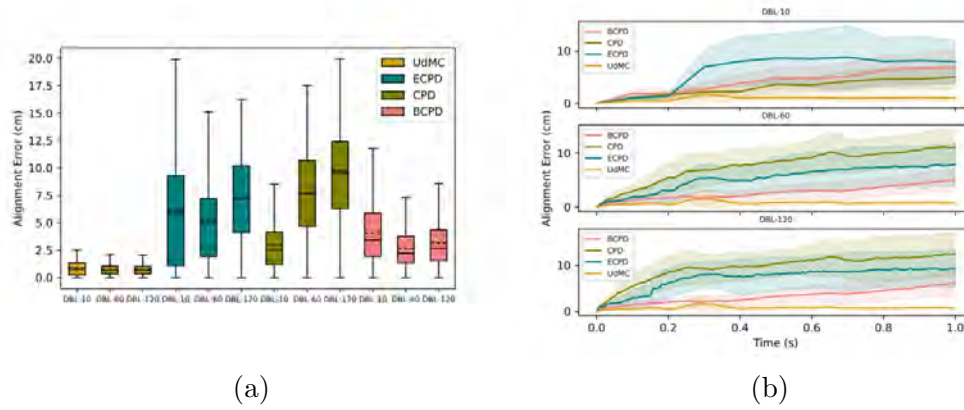 Alignment Error (cm)
20.0
17.5
15.0
12.5
10.0
7.5
5.0
2.5
0.0
UdMC
ECPD
CPD
BCPD
DBL-10 DBL-60 DBL-120 DBL-10 DBL-60 DBL-120 DBL-10 DBL-60 DBL-120 DBL-10 DBL-60 DBL-120
(a)
DBL-10
BCPD
CPD
ECPD
UdMC
10
0
DBL-60
BCPD
CPD
ECPD
UdMC
10
0
Alignment Error (cm)
DBL-120
BCPD
CPD
ECPD
UdMC
10
0
0.0 0.2 0.4 0.6 0.8 1.0
Time (s)
(b)